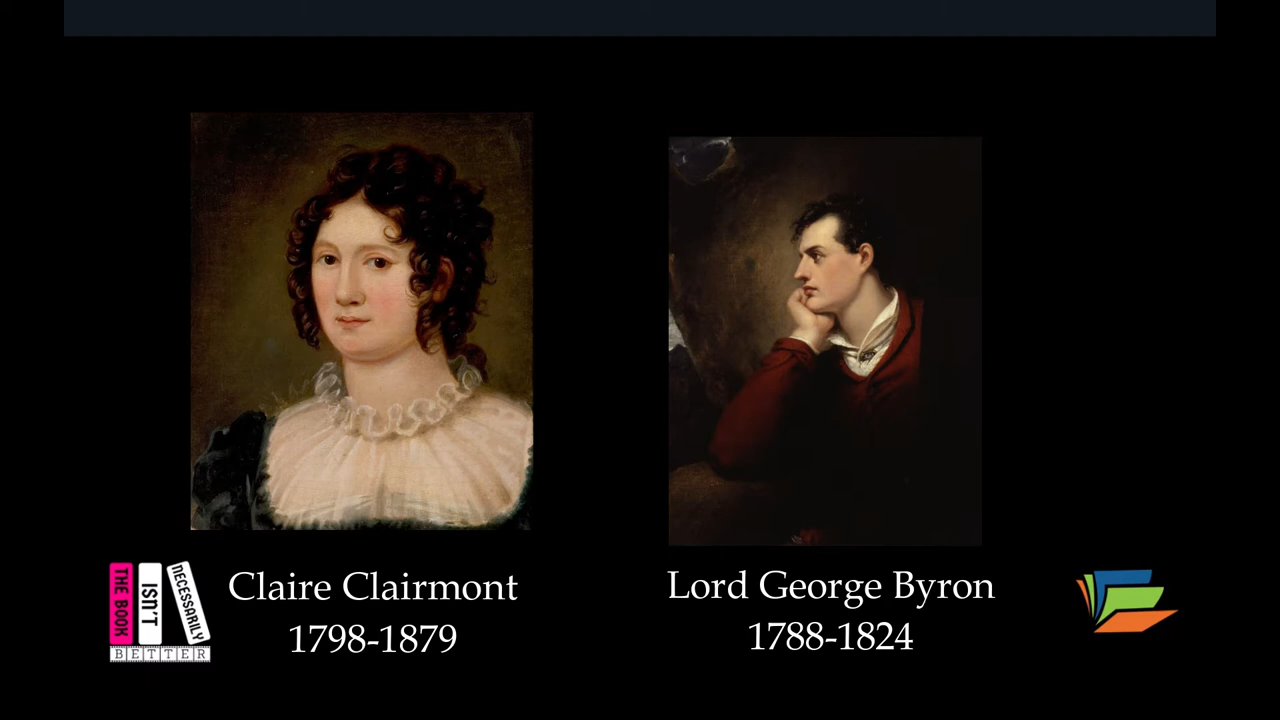 Claire Clairmont
1798-1879
Lord George Byron
1788-1824
THE BOOK
ISN'T
NECESSARILY
BETTER